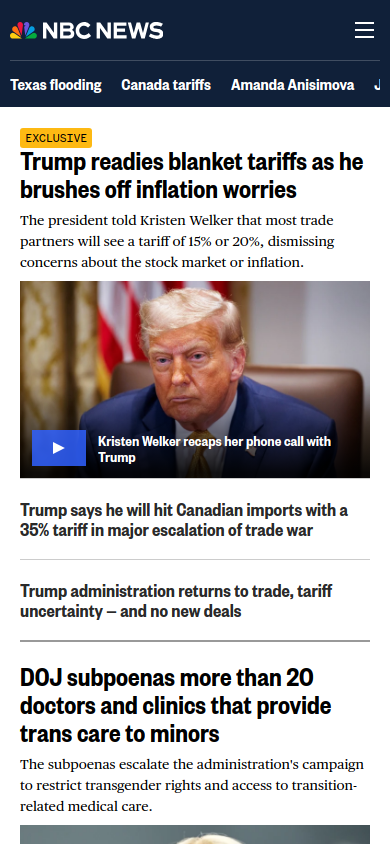 NBC NEWS
Texas flooding Canada tariffs Amanda Anisimova J
EXCLUSIVE
Trump readies blanket tariffs as he
brushes off inflation worries
The president told Kristen Welker that most trade
partners will see a tariff of 15% or 20%, dismissing
concerns about the stock market or inflation.
Kristen Welker recaps her phone call with
Trump
Trump says he will hit Canadian imports with a
35% tariff in major escalation of trade war
Trump administration returns to trade, tariff
uncertainty — and no new deals
DOJ subpoenas more than 20
doctors and clinics that provide
trans care to minors
The subpoenas escalate the administration's campaign
to restrict transgender rights and access to transition-
related medical care.